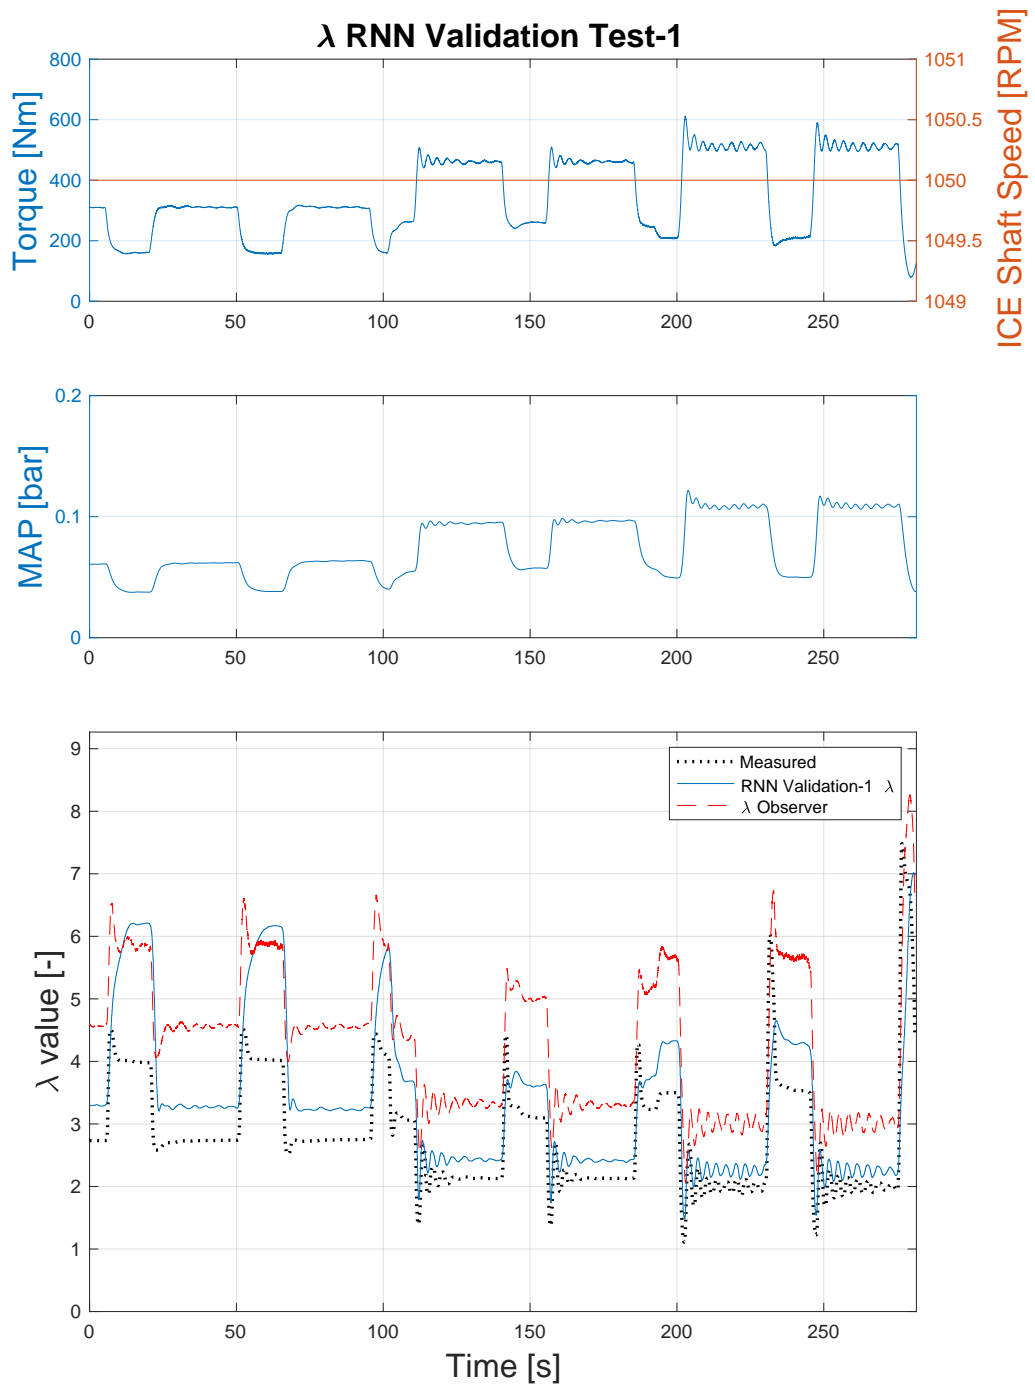 λ RNN Validation Test-1
Torque [Nm]
800
600
400
200
0
ICE Shaft Speed [RPM]
1051
1050.5
1050
1049.5
1049
0 50 100 150 200 250
MAP [bar]
0.2
0.1
0
0 50 100 150 200 250
λ value [-]
9
8
7
6
5
4
3
2
1
0
Measured
RNN Validation-1 λ
λ Observer
0 50 100 150 200 250
Time [s]